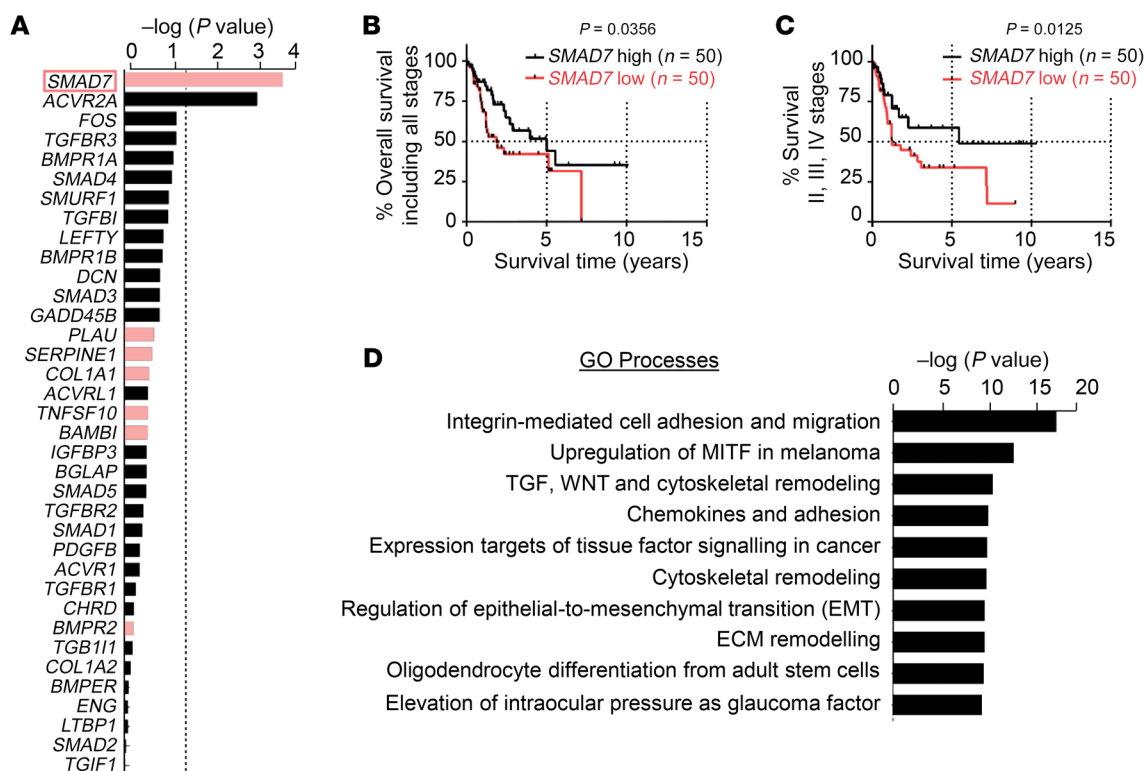 A
–log (P value)
0 1 2 3 4
SMAD7
ACVR2A
FOS
TGFBR3
BMPR1A
SMAD4
SMURF1
TGFBI
LEFTY
BMPR1B
DCN
SMAD3
GADD45B
PLAU
SERPINE1
COL1A1
ACVRL1
TNFSF10
BAMBI
IGFBP3
BGLAP
SMAD5
TGFBR2
SMAD1
PDGFB
ACVR1
TGFBR1
CHRD
BMPR2
TGB1I1
COL1A2
BMPER
ENG
LTBP1
SMAD2
TGIF1
B
P = 0.0356
SMAD7 high (n = 50)
SMAD7 low (n = 50)
% Overall survival
including all stages
100
75
50
25
0
0 5 10 15
Survival time (years)
C
P = 0.0125
SMAD7 high (n = 50)
SMAD7 low (n = 50)
% Survival
II, III, IV stages
100
75
50
25
0
0 5 10 15
Survival time (years)
D
GO Processes
–log (P value)
0 5 10 15 20
Integrin-mediated cell adhesion and migration
Upregulation of MITF in melanoma
TGF, WNT and cytoskeletal remodeling
Chemokines and adhesion
Expression targets of tissue factor signalling in cancer
Cytoskeletal remodeling
Regulation of epithelial-to-mesenchymal transition (EMT)
ECM remodelling
Oligodendrocyte differentiation from adult stem cells
Elevation of intraocular pressure as glaucoma factor